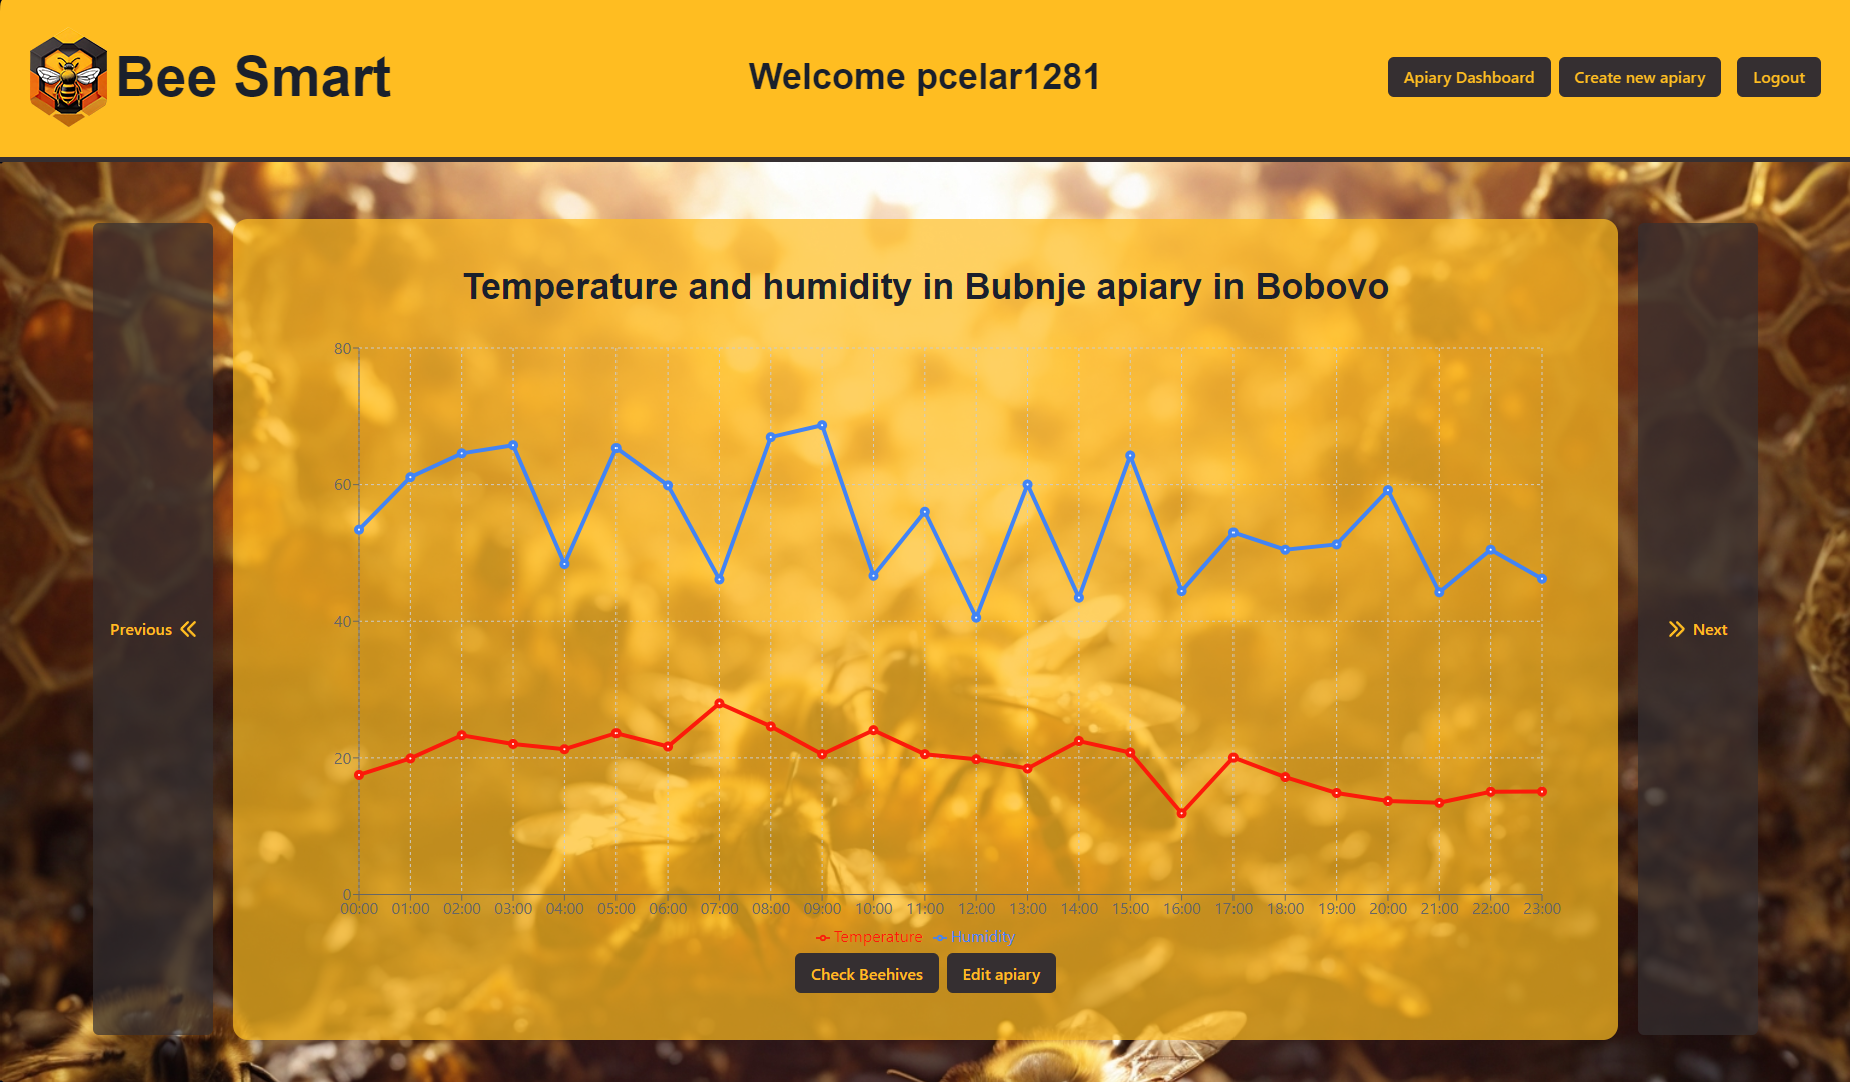 Bee Smart
Welcome pcelar1281
Apiary Dashboard
Create new apiary
Logout
Previous
Temperature and humidity in Bubnje apiary in Bobovo
80
60
40
20
0
00:00 01:00 02:00 03:00 04:00 05:00 06:00 07:00 08:00 09:00 10:00 11:00 12:00 13:00 14:00 15:00 16:00 17:00 18:00 19:00 20:00 21:00 22:00 23:00
Temperature Humidity
Check Beehives
Edit apiary
Next